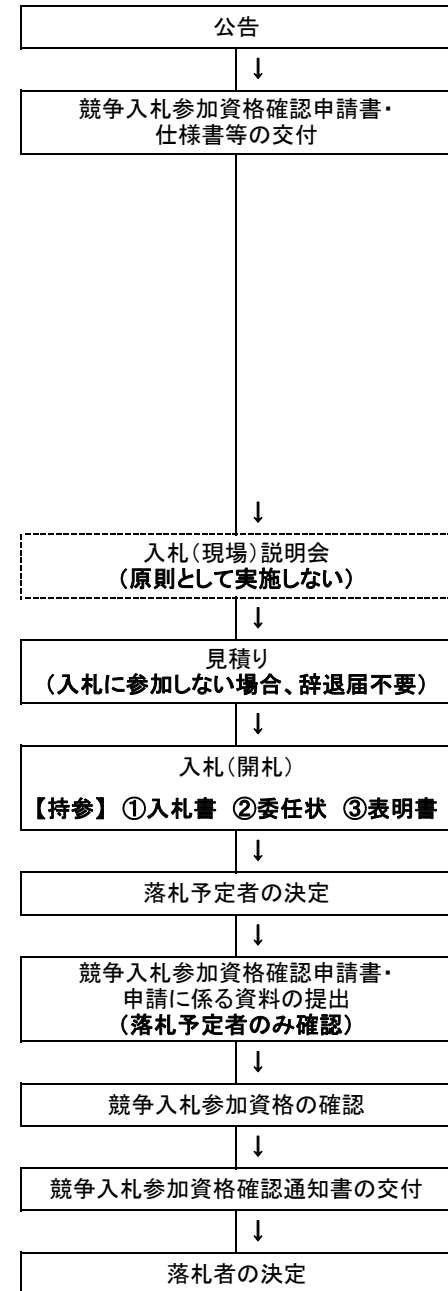 公告
↓
競争入札参加資格確認申請書・
仕様書等の交付
↓
入札（現場）説明会
（原則として実施しない）
↓
見積り
（入札に参加しない場合、辞退届不要）
↓
入札（開札）
【持参】 ①入札書 ②委任状 ③表明書
↓
落札予定者の決定
↓
競争入札参加資格確認申請書・
申請に係る資料の提出
（落札予定者のみ確認）
↓
競争入札参加資格の確認
↓
競争入札参加資格確認通知書の交付
↓
落札者の決定